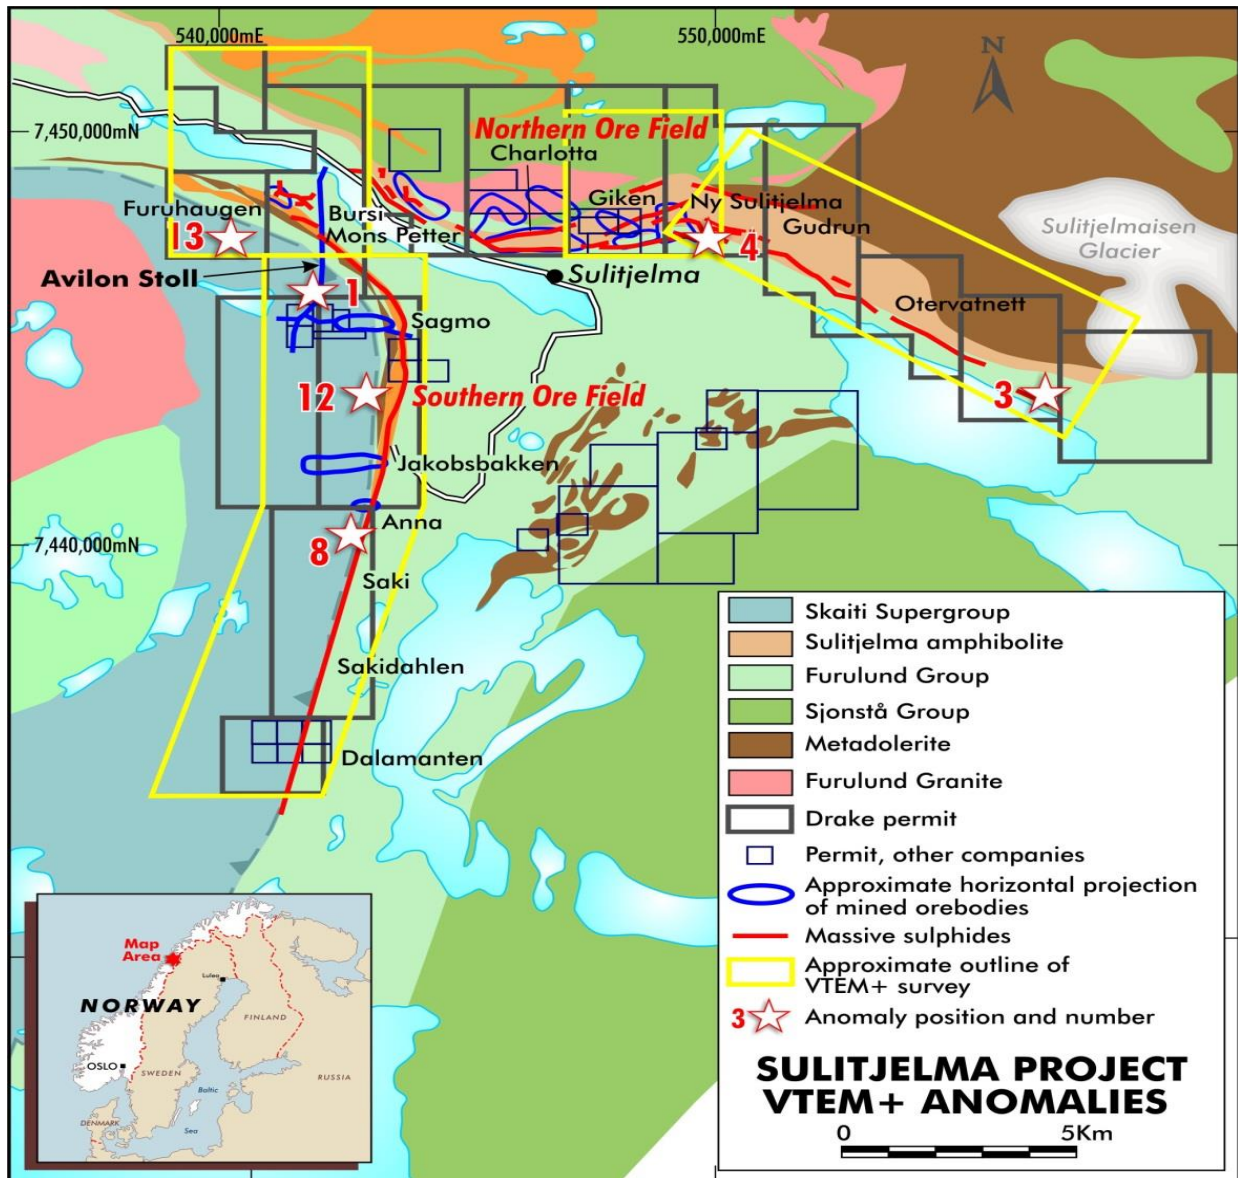 540,000mE
550,000mE
N
7,450,000mN
Northern Ore Field
Charlotta
Giken
Ny Sulitjelma
Gudrun
Sulitjelmaisen
Glacier
Furuhaugen
Bursi
Mons Petter
13
4
Avilon Stoll
Sulitjelma
1
Otervatnett
Sagmo
12
Southern Ore Field
3
Jakobsbakken
Anna
7,440,000mN
8
Saki
Sakidahlen
Dalamanten
Skaiti Supergroup
Sulitjelma amphibolite
Furulund Group
Sjonstå Group
Metadolerite
Furulund Granite
Drake permit
Permit, other companies
Approximate horizontal projection
of mined orebodies
Massive sulphides
Approximate outline of
VTEM+ survey
3 Anomaly position and number
SULITJELMA PROJECT
VTEM+ ANOMALIES
0 5Km
Map
Area
Lulea
NORWAY
FINLAND
OSLO
SWEDEN
RUSSIA
Baltic
Sea
DENMARK